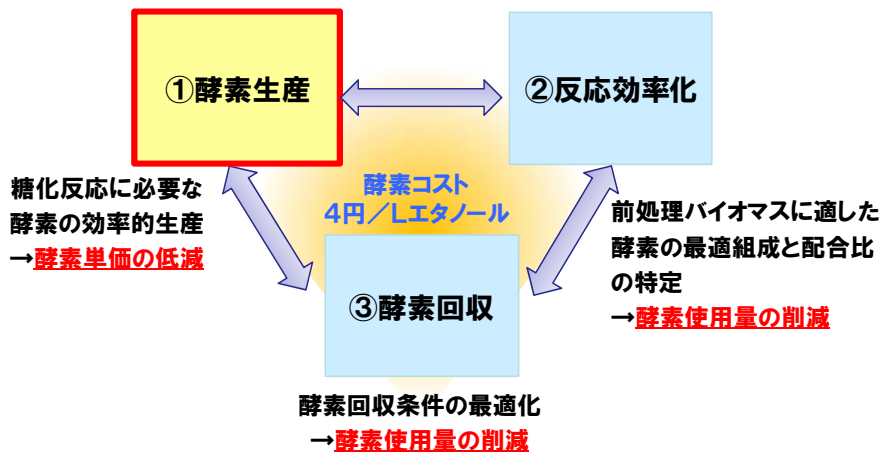 ①酵素生産
②反応効率化
糖化反応に必要な
酵素の効率的生産
→酵素単価の低減
酵素コスト
4円/Lエタノール
前処理バイオマスに適した
酵素の最適組成と配合比
の特定
→酵素使用量の削減
③酵素回収
酵素回収条件の最適化
→酵素使用量の削減